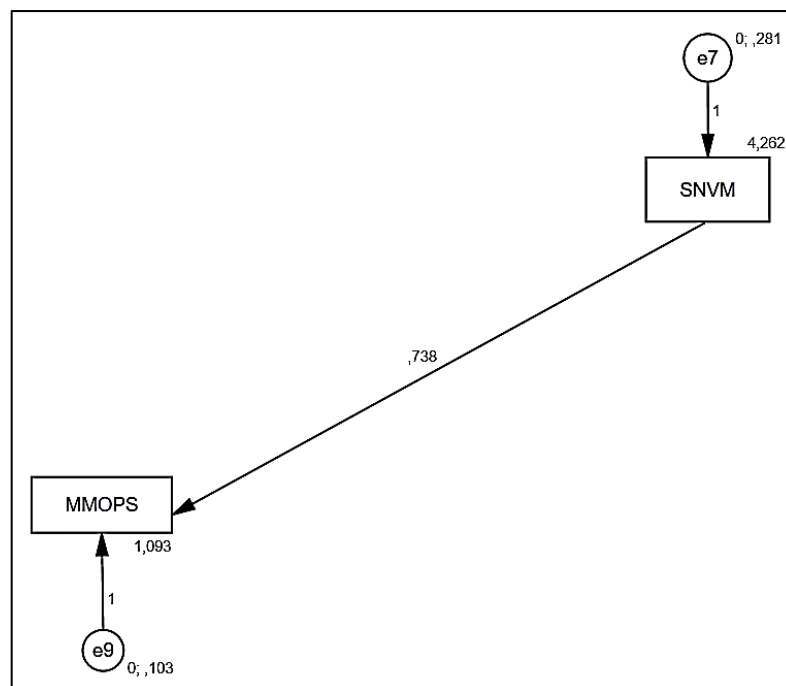 0; ,281
e7
1
4,262
SNVM
,738
MMOPS
1,093
1
e9
0; ,103